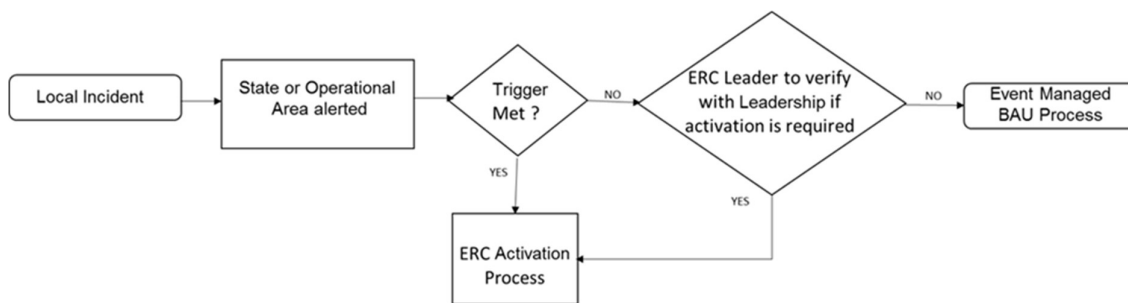 Local Incident
State or Operational
Area alerted
Trigger
Met ?
NO
ERC Leader to verify
with Leadership if
activation is required
NO
Event Managed
BAU Process
YES
YES
ERC Activation
Process